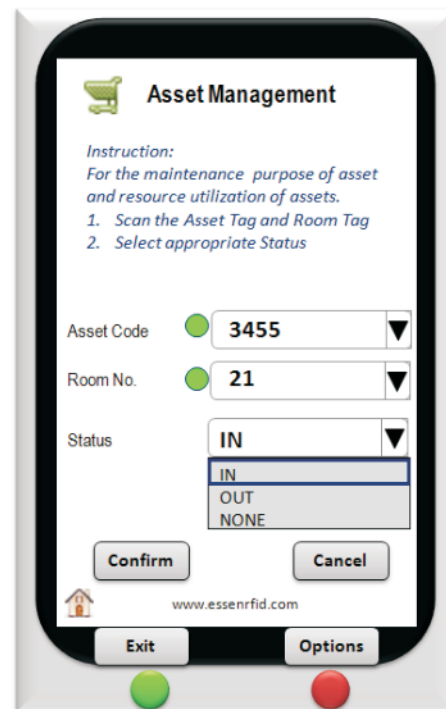 Asset Management
Instruction:
For the maintenance purpose of asset
and resource utilization of assets.
1. Scan the Asset Tag and Room Tag
2. Select appropriate Status
Asset Code 3455
Room No. 21
Status IN
IN
OUT
NONE
Confirm Cancel
www.essenrfid.com
Exit Options